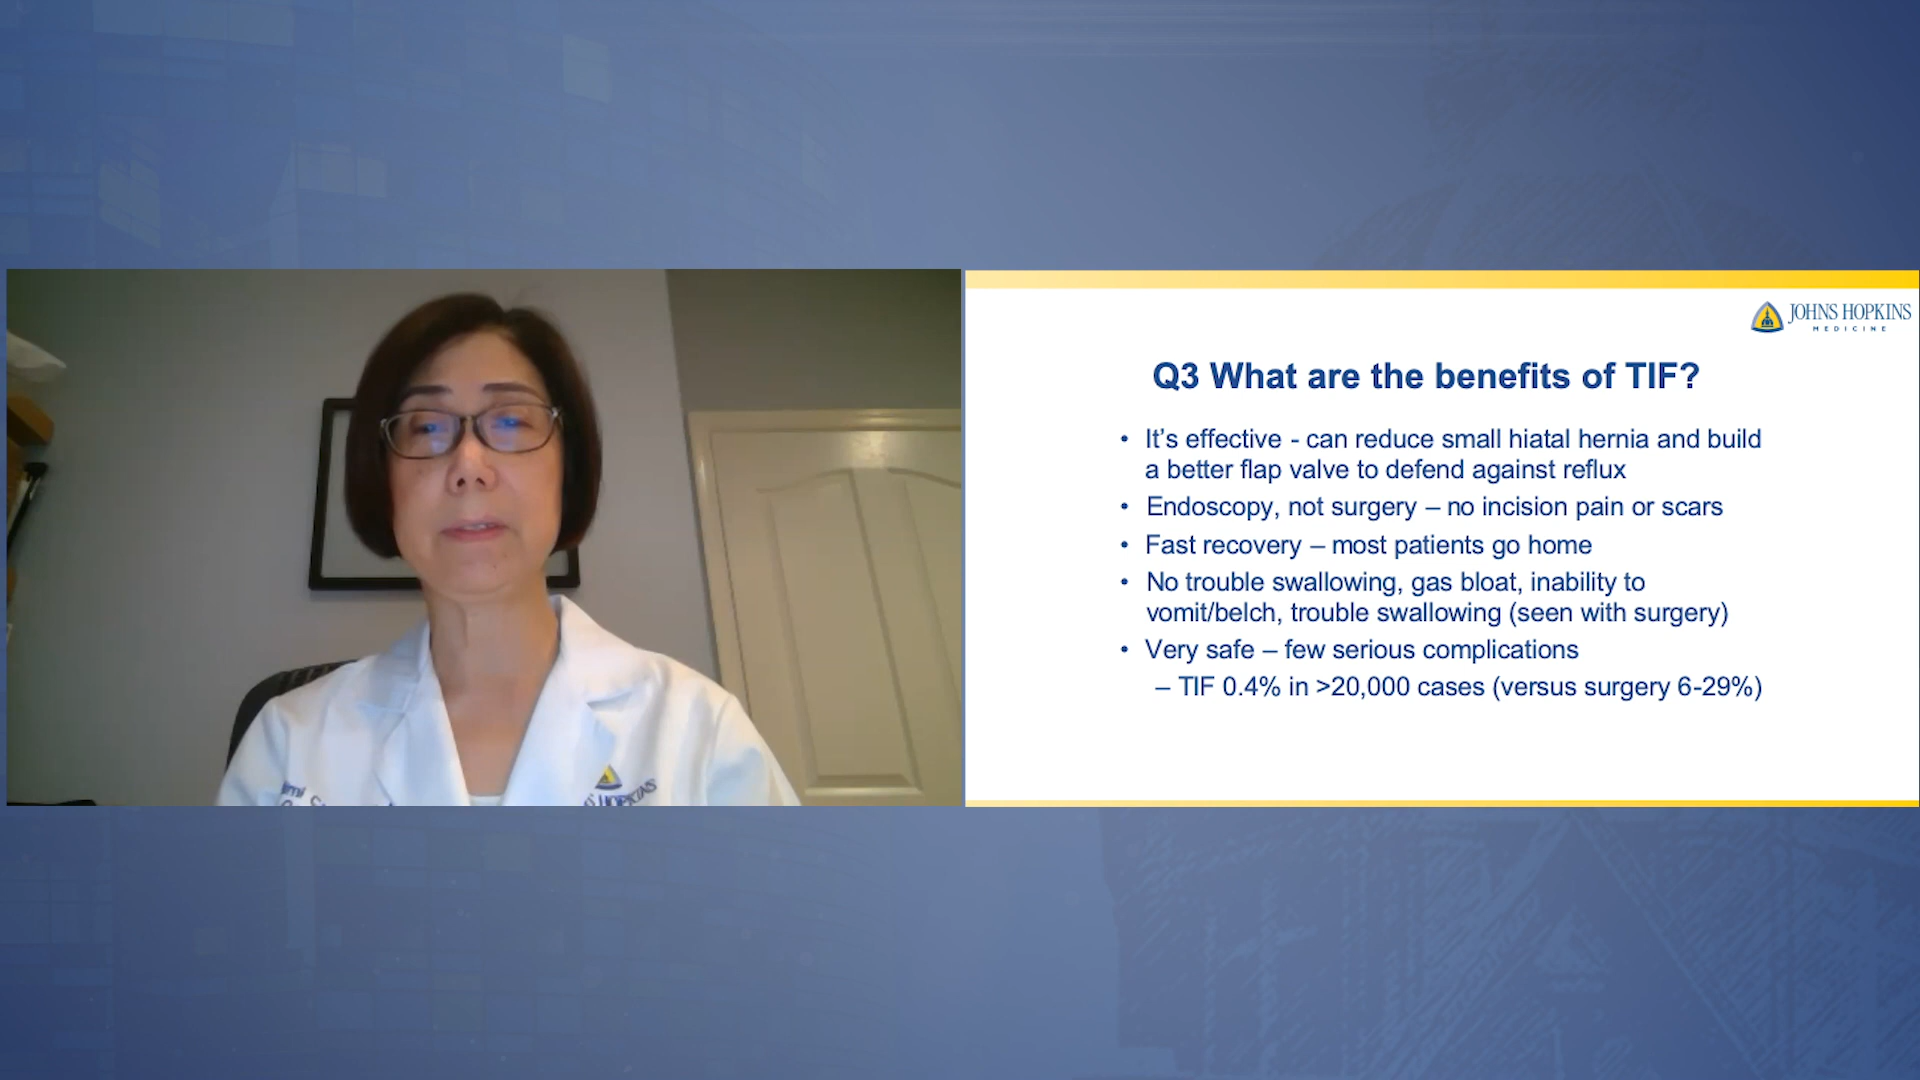 JOHNS HOPKINS
MEDICINE
Q3 What are the benefits of TIF?
• It's effective - can reduce small hiatal hernia and build
a better flap valve to defend against reflux
• Endoscopy, not surgery – no incision pain or scars
• Fast recovery – most patients go home
• No trouble swallowing, gas bloat, inability to
vomit/belch, trouble swallowing (seen with surgery)
• Very safe – few serious complications
– TIF 0.4% in >20,000 cases (versus surgery 6-29%)
HOPKINS